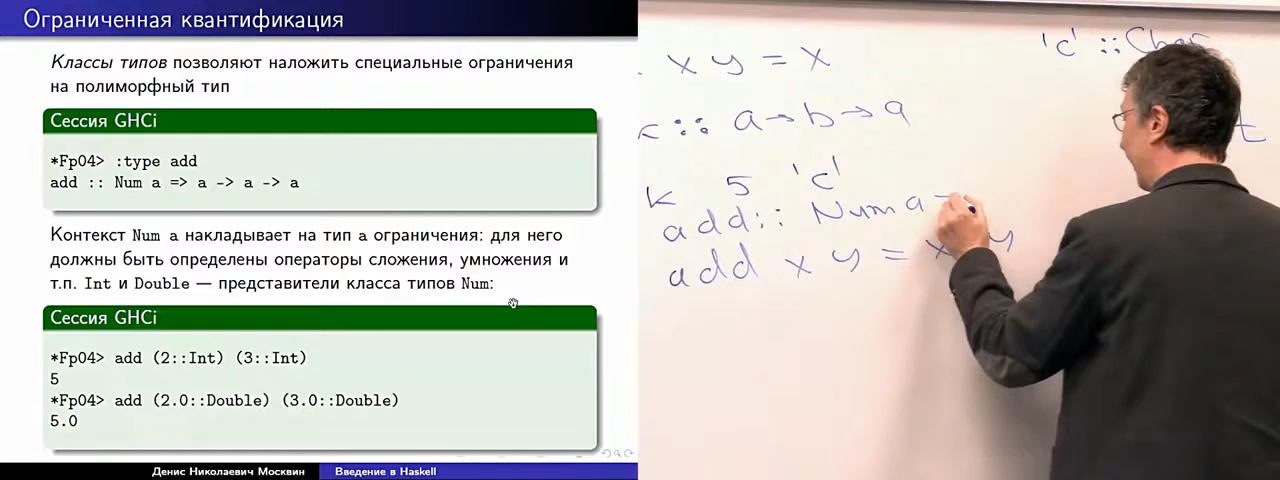 Ограниченная квантификация
Классы типов позволяют наложить специальные ограничения
на полиморфный тип
Сессия GHCi
*Fp04> :type add
add :: Num a => a -> a -> a
Контекст Num a накладывает на тип a ограничения: для него
должны быть определены операторы сложения, умножения и
т.п. Int и Double — представители класса типов Num:
Сессия GHCi
*Fp04> add (2::Int) (3::Int)
5
*Fp04> add (2.0::Double) (3.0::Double)
5.0
Денис Николаевич Москвин Введение в Haskell
x y = x
'c' :: Char
k :: a → b → a
k 5 'c'
add :: Num a =
add x y = x y